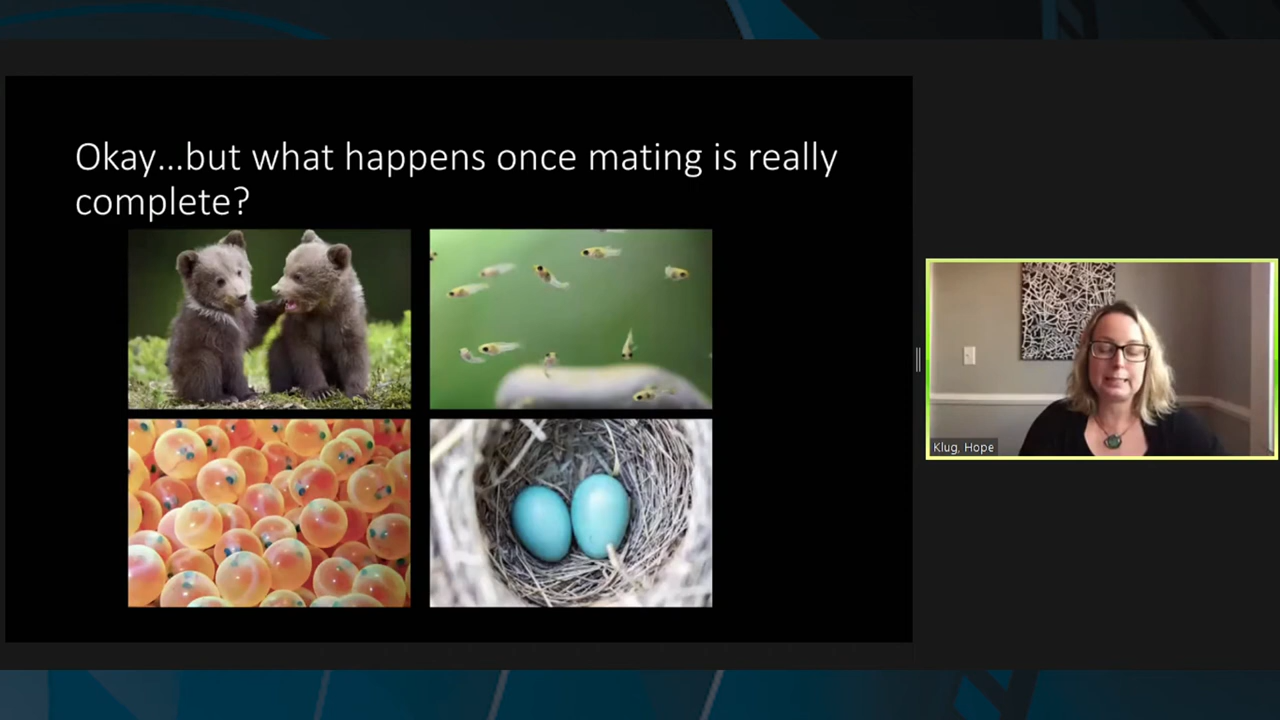 Okay...but what happens once mating is really
complete?
Klug, Hope